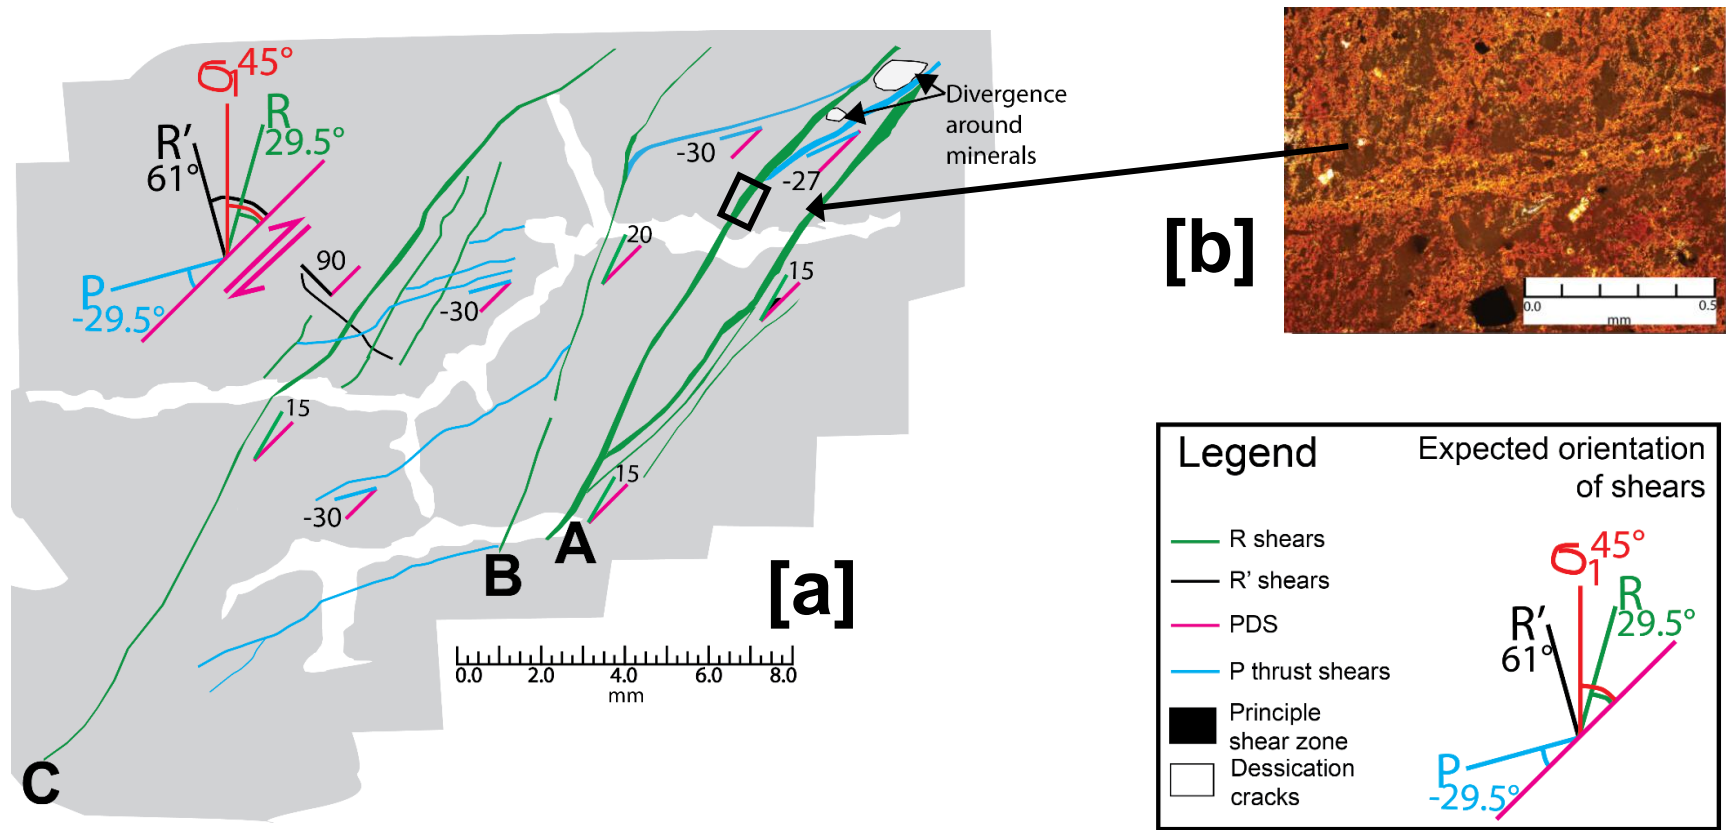 σ1 45°
R
29.5°
R'
61°
P
-29.5°
90
-30
15
-30
20
-30
-27
15
15
Divergence
around
minerals
A
B
C
[a]
0.0 2.0 4.0 6.0 8.0
mm
[b]
0.0 0.5
mm
Legend
R shears
R' shears
PDS
P thrust shears
Principle
shear zone
Dessication
cracks
Expected orientation
of shears
σ1 45°
R
29.5°
R'
61°
P
-29.5°